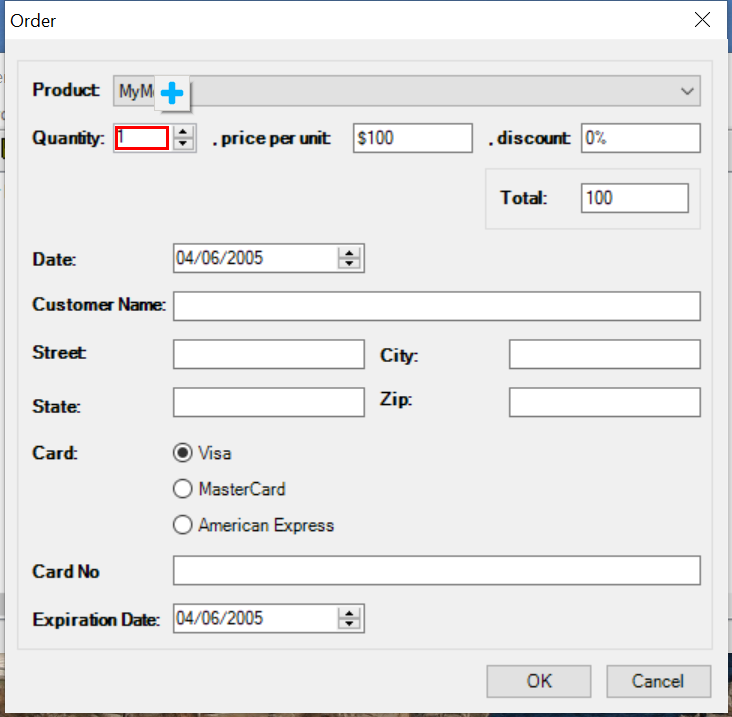 Order
Product: MyM
Quantity: 1 , price per unit: $100 , discount: 0%
Total: 100
Date: 04/06/2005
Customer Name:
Street: City:
State: Zip:
Card: Visa
MasterCard
American Express
Card No
Expiration Date: 04/06/2005
OK Cancel